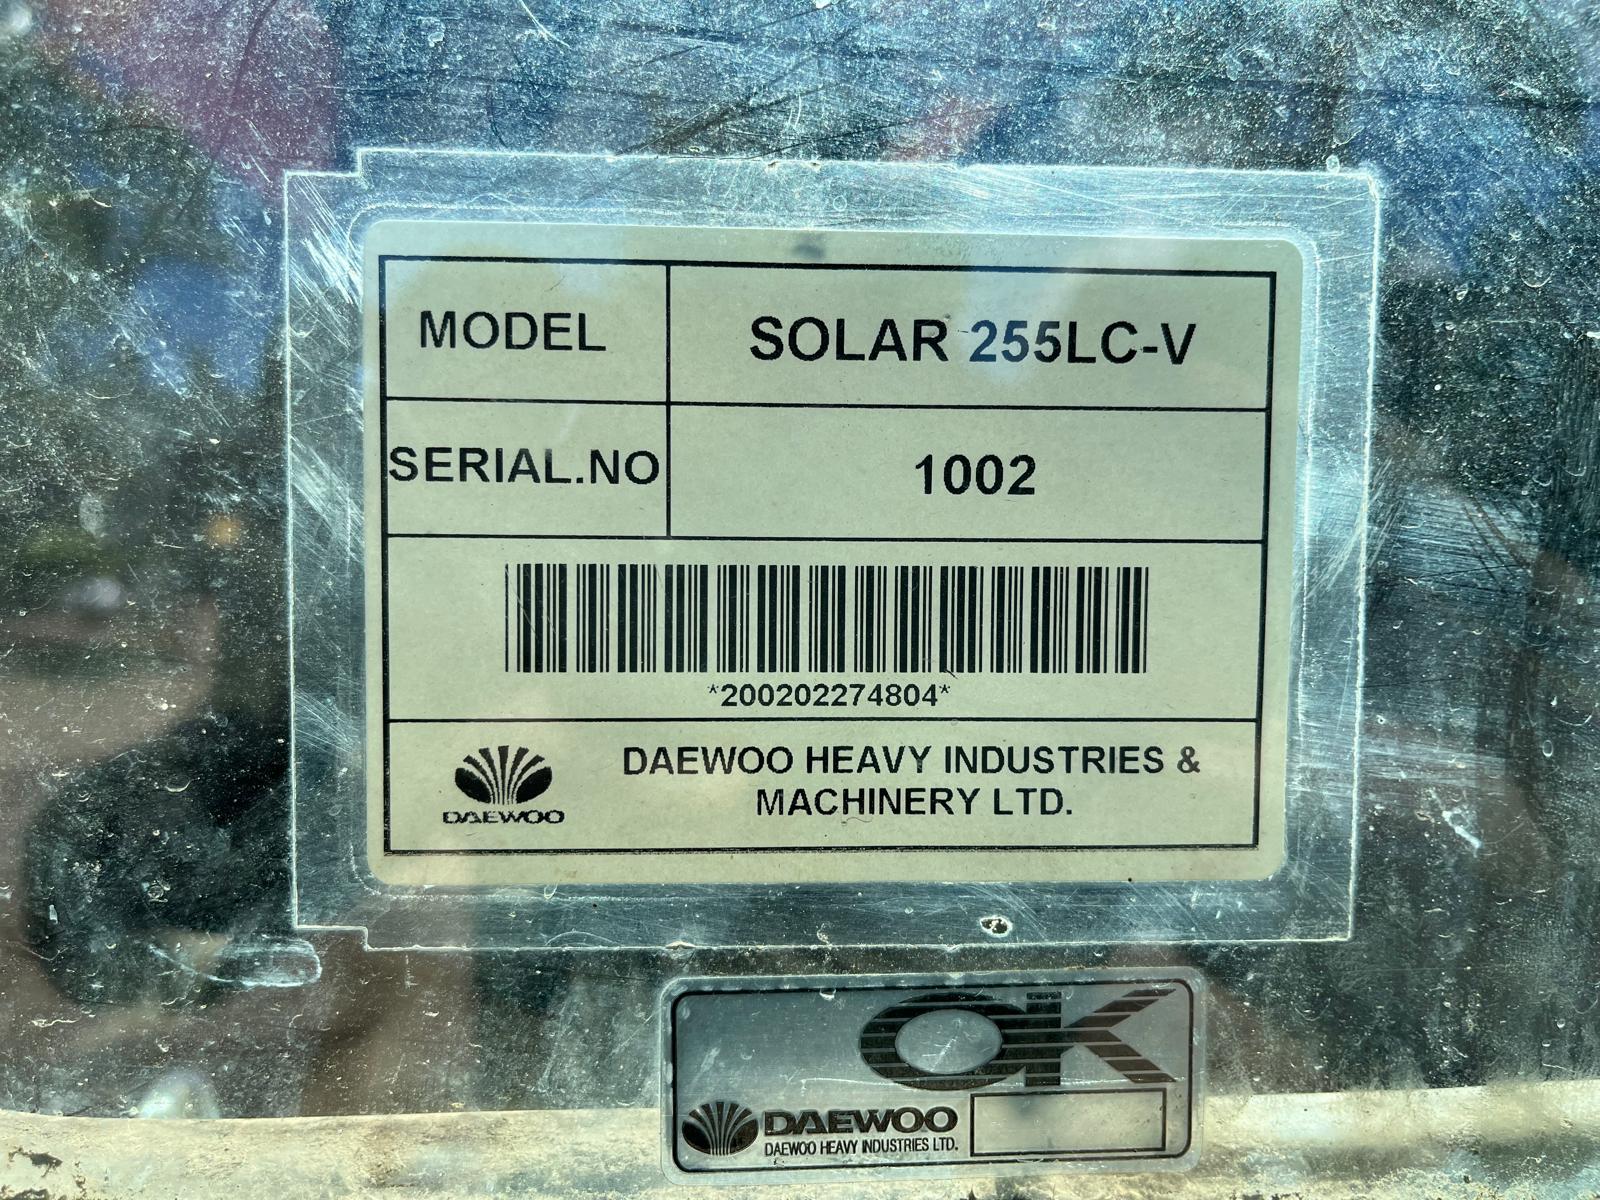 MODEL SOLAR 255LC-V
SERIAL.NO 1002
*200202274804*
DAEWOO HEAVY INDUSTRIES &
MACHINERY LTD.
DAEWOO
OK
DAEWOO
DAEWOO HEAVY INDUSTRIES LTD.